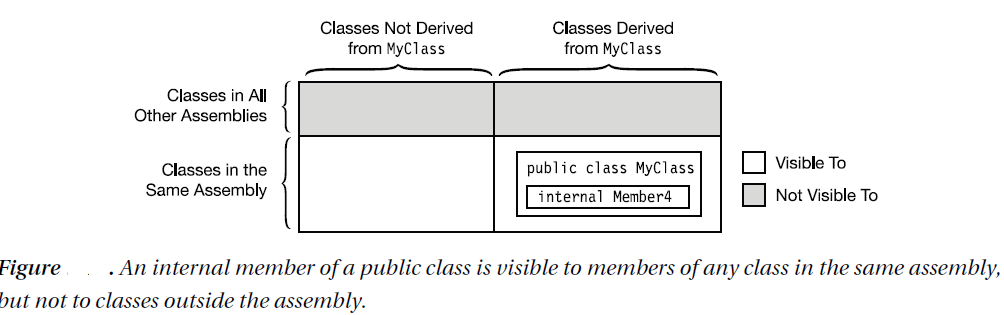 Classes Not Derived
from MyClass
Classes Derived
from MyClass
Classes in All
Other Assemblies
Classes in the
Same Assembly
public class MyClass
internal Member4
Visible To
Not Visible To
Figure . An internal member of a public class is visible to members of any class in the same assembly,
but not to classes outside the assembly.